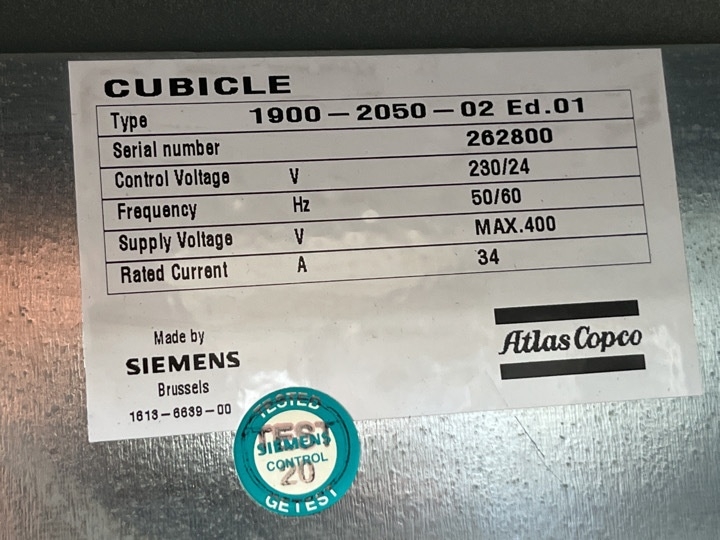 CUBICLE
Type 1900-2050-02 Ed.01
Serial number 262800
Control Voltage V 230/24
Frequency Hz 50/60
Supply Voltage V MAX.400
Rated Current A 34
Made by
SIEMENS
Brussels
1613-6639-00
Atlas Copco
TESTED
TEST
SIEMENS
CONTROL
20
GETEST